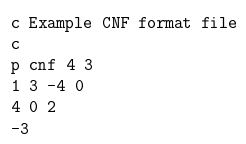 c Example CNF format file
c
p cnf 4 3
1 3 -4 0
4 0 2
-3